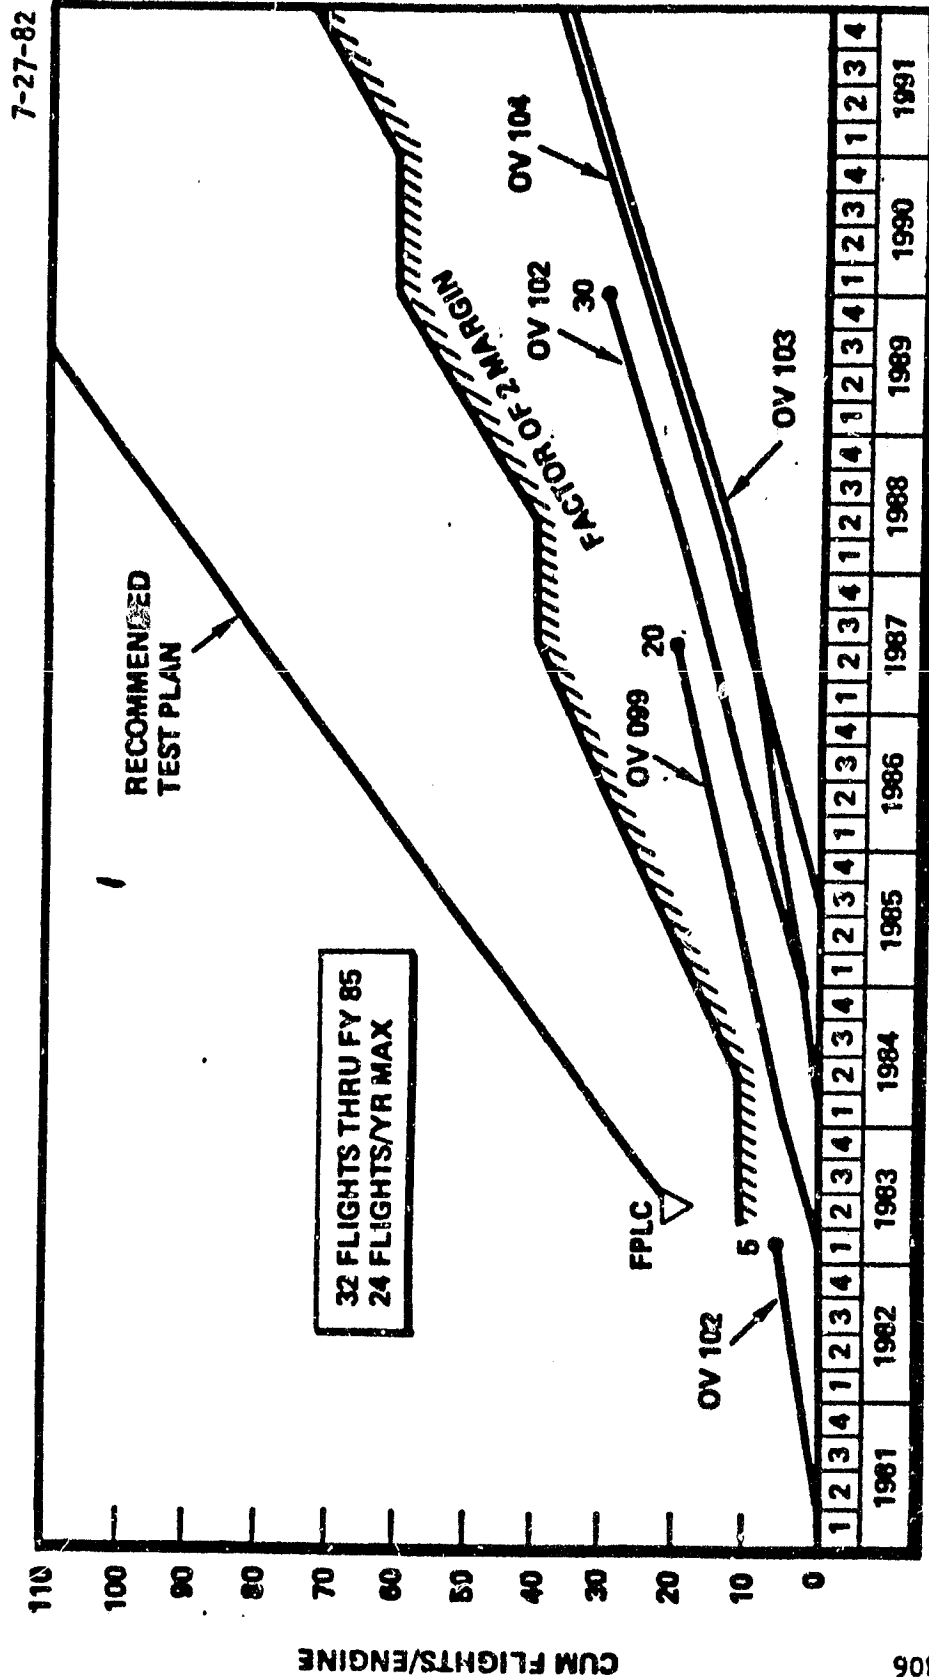 7-27-82
110
100
90
80
70
60
50
40
30
20
10
0
CUM FLIGHTS/ENGINE
32 FLIGHTS THRU FY 85
24 FLIGHTS/YR MAX
RECOMMENDED
TEST PLAN
FPLC
FACTOR OF 2 MARGIN
OV 102
5
OV 099
20
OV 102
30
OV 104
OV 103
1 2 3 4 1 2 3 4 1 2 3 4 1 2 3 4 1 2 3 4 1 2 3 4 1 2 3 4 1 2 3 4 1 2 3 4 1 2 3 4 1 2 3 4
1981 1982 1983 1984 1985 1986 1987 1988 1989 1990 1991